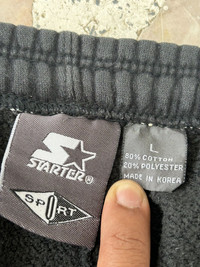 STARTER®
SPORT
L
80% COTTON
20% POLYESTER
MADE IN KOREA